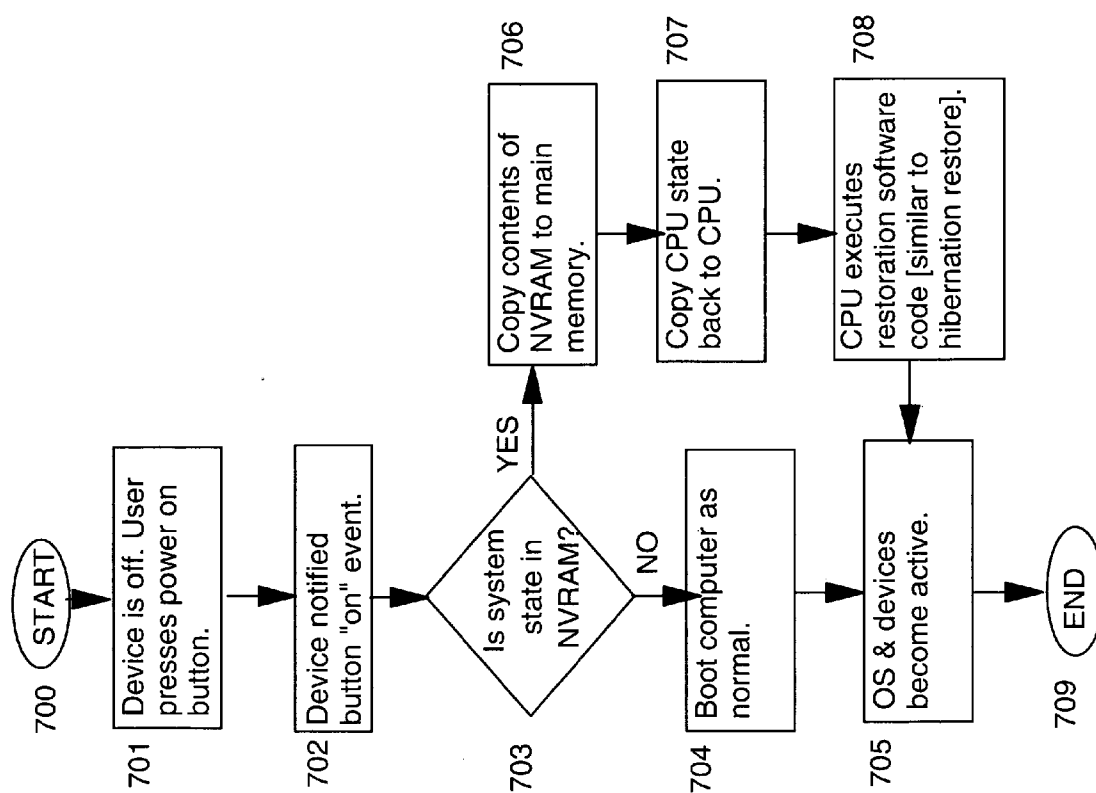 700
START
701
Device is off. User
presses power on
button.
702
Device notified
button "on" event.
703
Is system
state in
NVRAM?
YES
NO
704
Boot computer as
normal.
705
OS & devices
become active.
706
Copy contents of
NVRAM to main
memory.
707
Copy CPU state
back to CPU.
708
CPU executes
restoration software
code [similar to
hibernation restore].
709
END